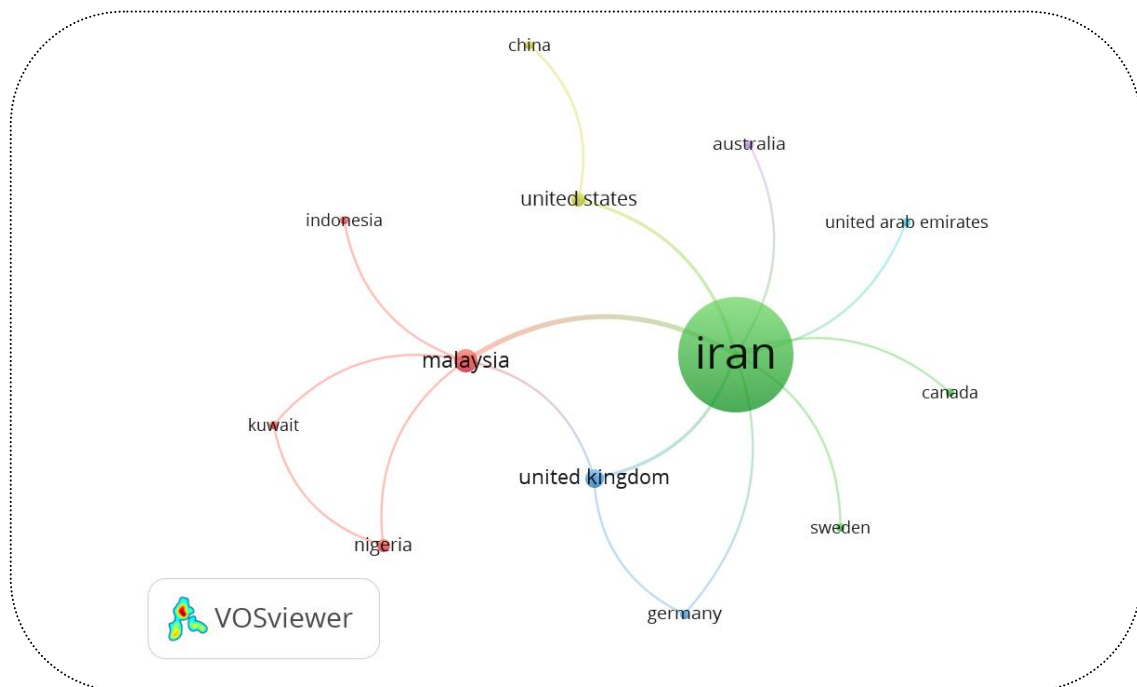 china
australia
united states
indonesia
united arab emirates
iran
malaysia
canada
kuwait
united kingdom
sweden
nigeria
germany
VOSviewer